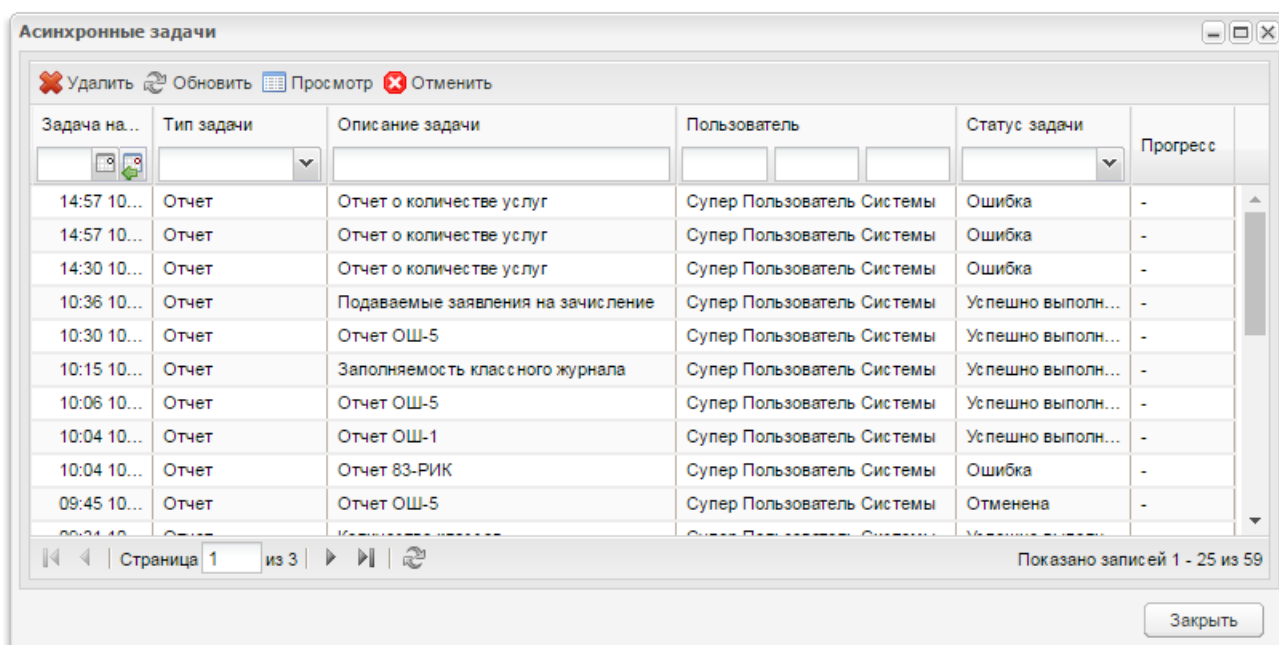 Асинхронные задачи
Удалить Обновить Просмотр Отменить
Задача на... Тип задачи Описание задачи Пользователь Статус задачи Прогресс
14:57 10... Отчет Отчет о количестве услуг Супер Пользователь Системы Ошибка -
14:57 10... Отчет Отчет о количестве услуг Супер Пользователь Системы Ошибка -
14:30 10... Отчет Отчет о количестве услуг Супер Пользователь Системы Ошибка -
10:36 10... Отчет Подаваемые заявления на зачисление Супер Пользователь Системы Успешно выполн... -
10:30 10... Отчет Отчет ОШ-5 Супер Пользователь Системы Успешно выполн... -
10:15 10... Отчет Заполняемость классного журнала Супер Пользователь Системы Успешно выполн... -
10:06 10... Отчет Отчет ОШ-5 Супер Пользователь Системы Успешно выполн... -
10:04 10... Отчет Отчет ОШ-1 Супер Пользователь Системы Успешно выполн... -
10:04 10... Отчет Отчет 83-РИК Супер Пользователь Системы Ошибка -
09:45 10... Отчет Отчет ОШ-5 Супер Пользователь Системы Отменена -
Страница 1 из 3 Показано записей 1 - 25 из 59
Закрыть